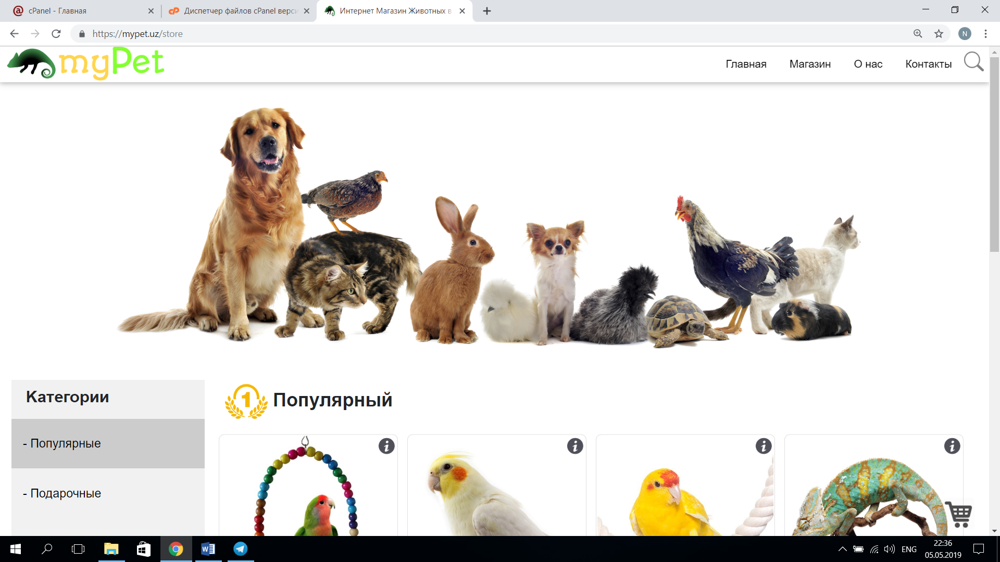 cPanel - Главная
Диспетчер файлов cPanel верси
Интернет Магазин Животных в
https://mypet.uz/store
N
myPet
Главная
Магазин
О нас
Контакты
Категории
- Популярные
- Подарочные
1 Популярный
ENG
22:36
05.05.2019